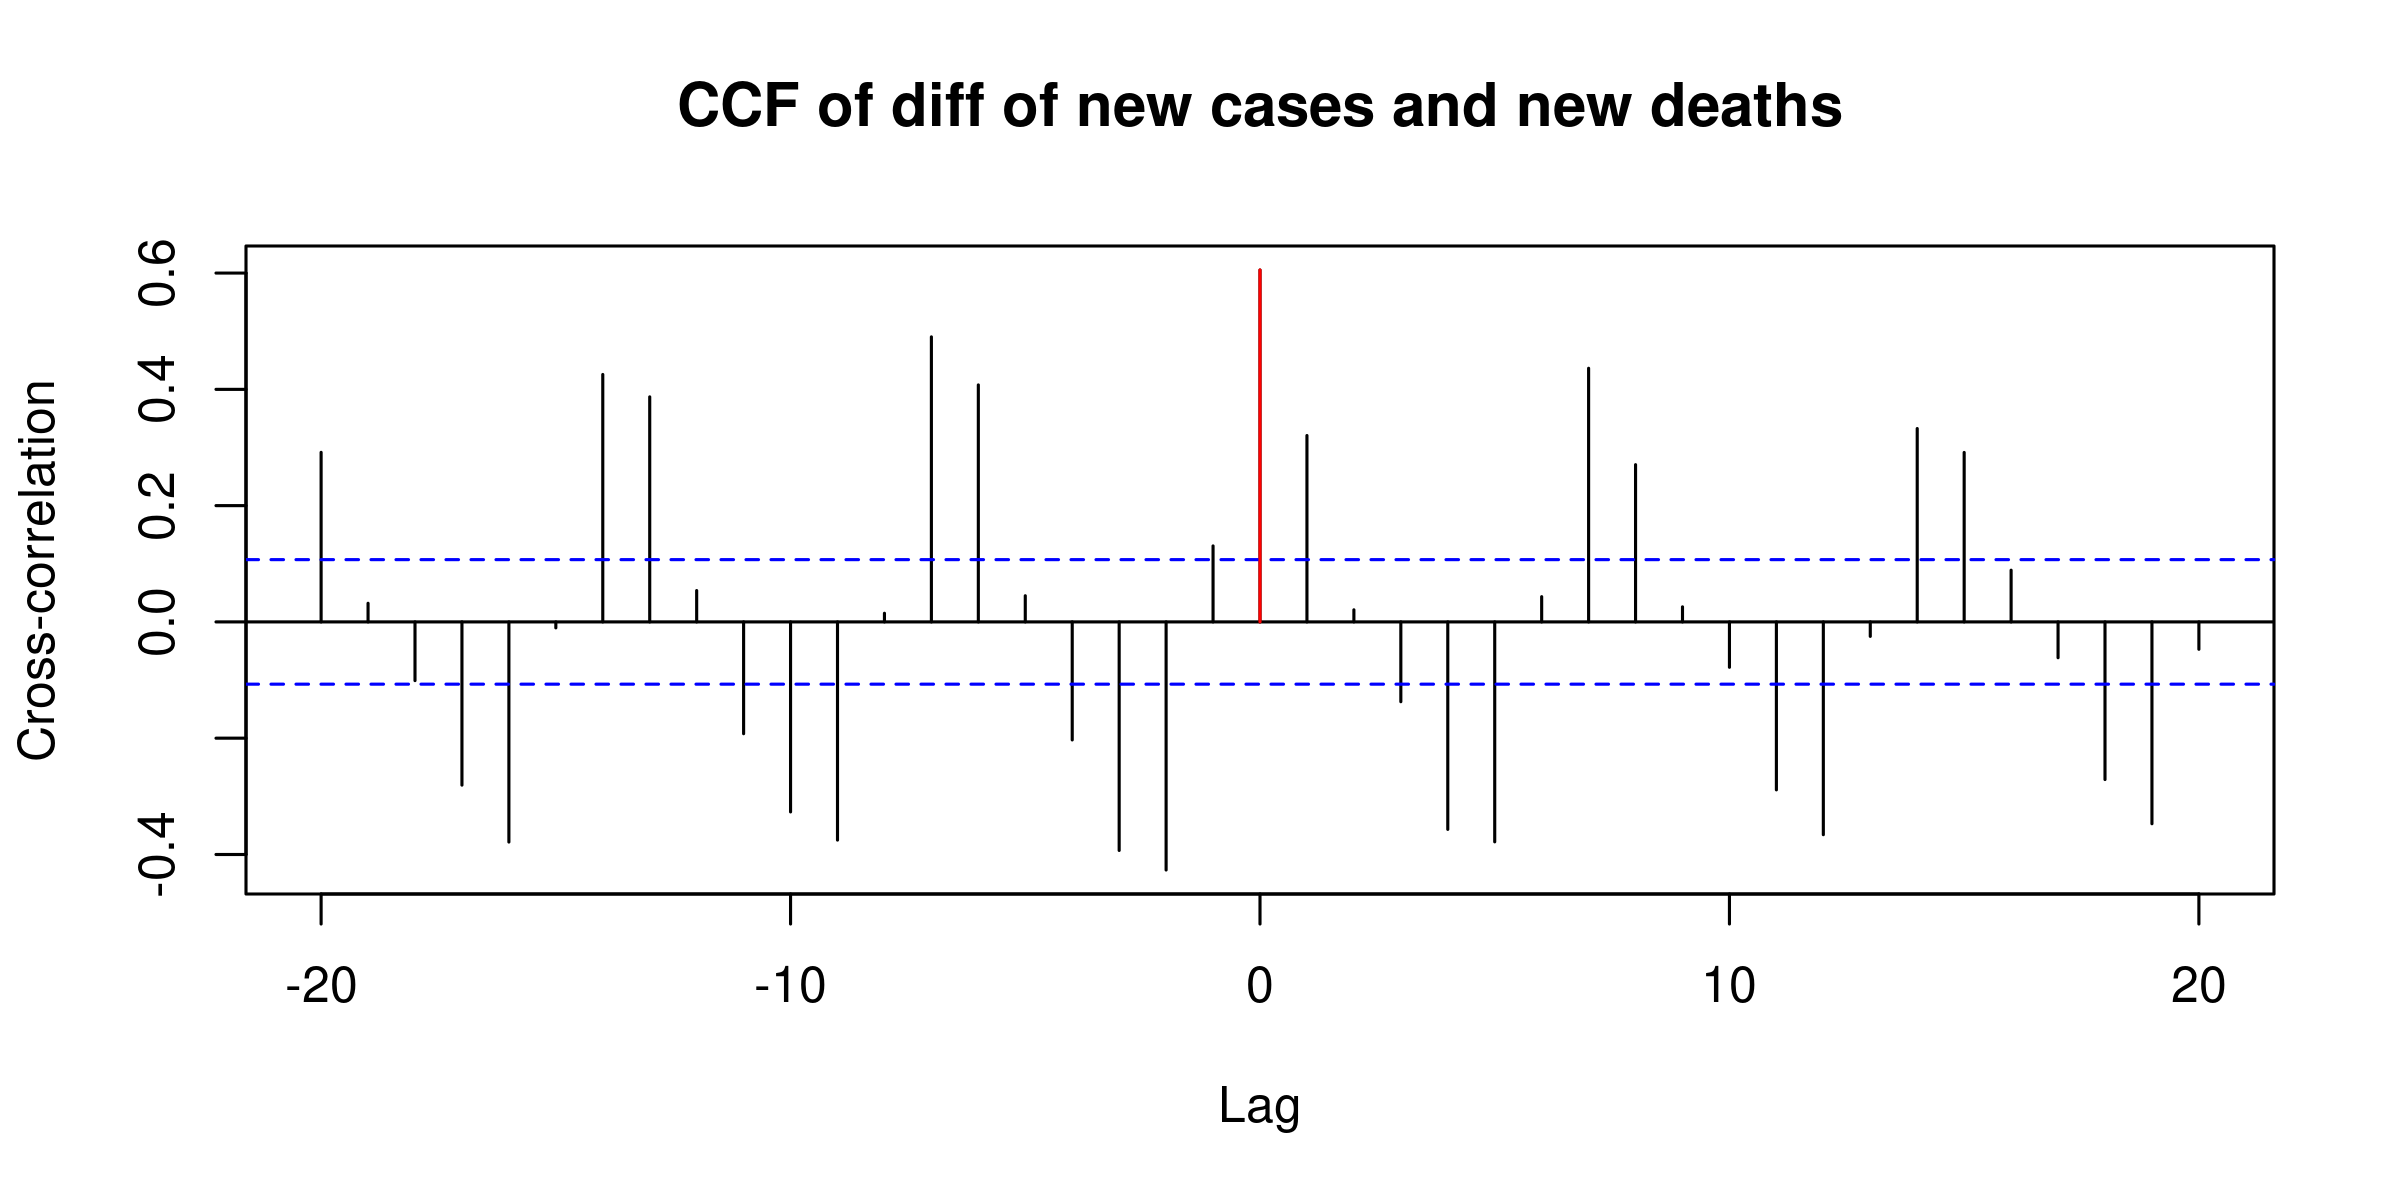 CCF of diff of new cases and new deaths
Cross-correlation
0.6
0.4
0.2
0.0
-0.4
-20 -10 0 10 20
Lag